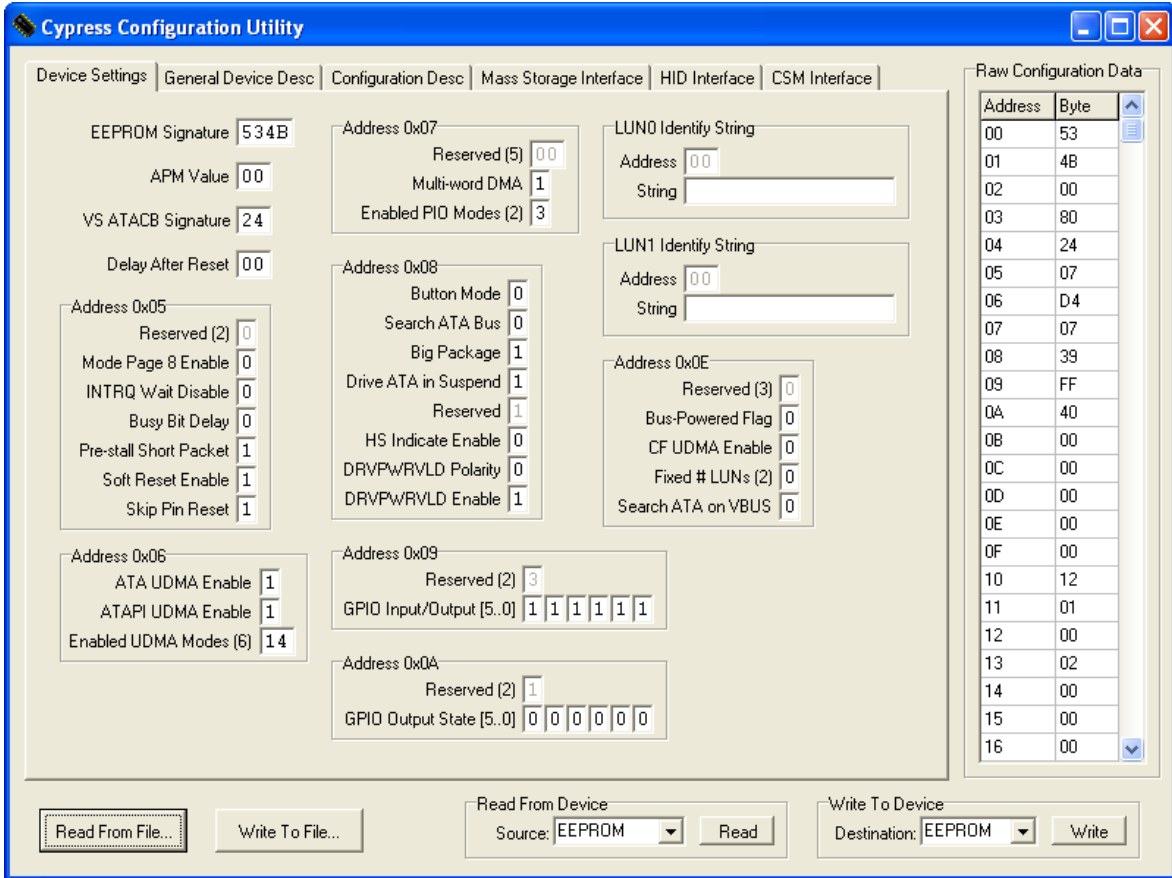 Cypress Configuration Utility
Device Settings General Device Desc Configuration Desc Mass Storage Interface HID Interface CSM Interface
EEPROM Signature 534B
APM Value 00
VS ATACB Signature 24
Delay After Reset 00
Address 0x05
Reserved (2) 0
Mode Page 8 Enable 0
INTRQ Wait Disable 0
Busy Bit Delay 0
Pre-stall Short Packet 1
Soft Reset Enable 1
Skip Pin Reset 1
Address 0x06
ATA UDMA Enable 1
ATAPI UDMA Enable 1
Enabled UDMA Modes (6) 14
Address 0x07
Reserved (5) 00
Multi-word DMA 1
Enabled PIO Modes (2) 3
Address 0x08
Button Mode 0
Search ATA Bus 0
Big Package 1
Drive ATA in Suspend 1
Reserved 1
HS Indicate Enable 0
DRVPWRVLD Polarity 0
DRVPWRVLD Enable 1
Address 0x09
Reserved (2) 3
GPIO Input/Output [5..0] 1 1 1 1 1 1
Address 0x0A
Reserved (2) 1
GPIO Output State [5..0] 0 0 0 0 0 0
LUN0 Identify String
Address 00
String
LUN1 Identify String
Address 00
String
Address 0x0E
Reserved (3) 0
Bus-Powered Flag 0
CF UDMA Enable 0
Fixed # LUNs (2) 0
Search ATA on VBUS 0
Raw Configuration Data
Address Byte
00 53
01 4B
02 00
03 80
04 24
05 07
06 D4
07 07
08 39
09 FF
0A 40
0B 00
0C 00
0D 00
0E 00
0F 00
10 12
11 01
12 00
13 02
14 00
15 00
16 00
Read From File... Write To File...
Read From Device
Source: EEPROM Read
Write To Device
Destination: EEPROM Write